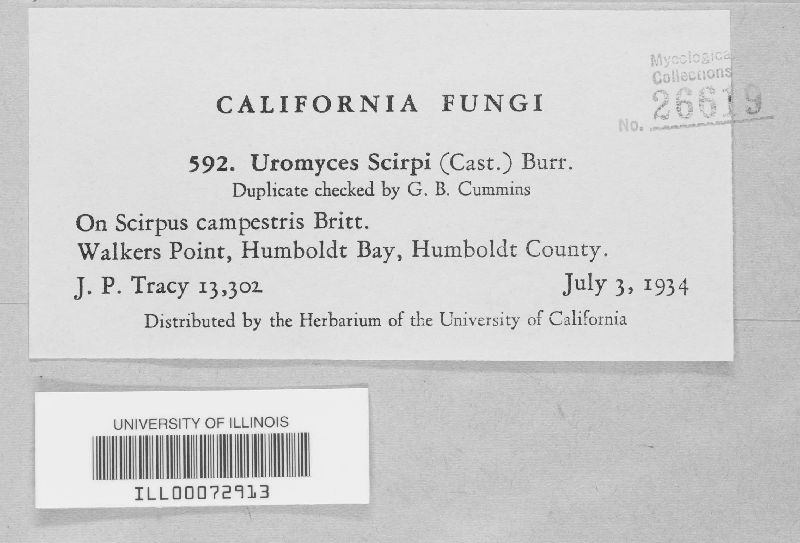 CALIFORNIA FUNGI
Mycological
Collections
No. 26619
592. Uromyces Scirpi (Cast.) Burr.
Duplicate checked by G. B. Cummins
On Scirpus campestris Britt.
Walkers Point, Humboldt Bay, Humboldt County.
J. P. Tracy 13,302 July 3, 1934
Distributed by the Herbarium of the University of California
UNIVERSITY OF ILLINOIS
ILL00072913